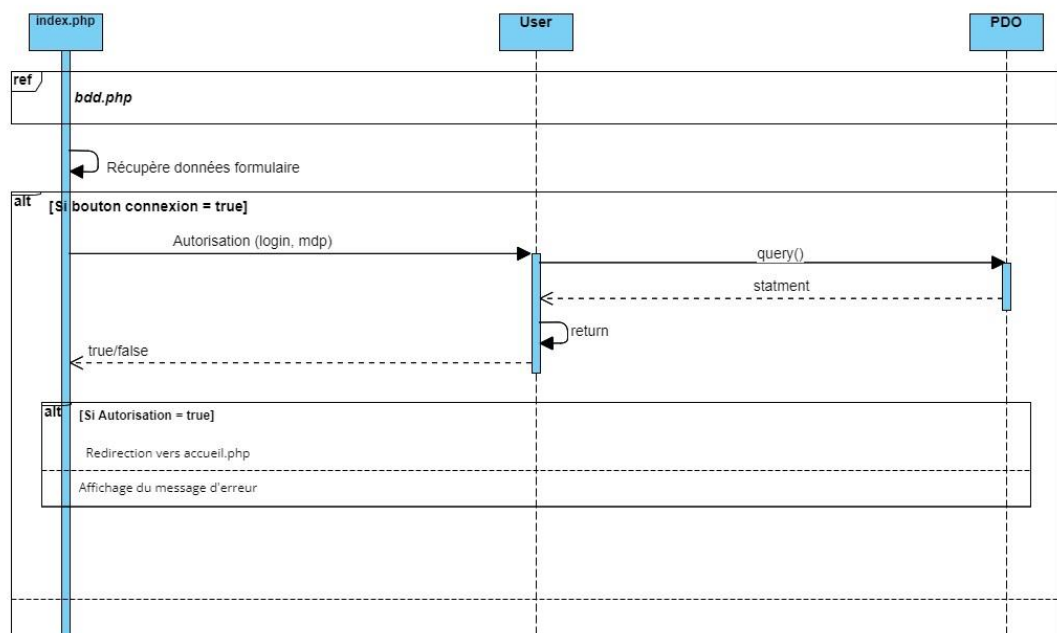 index.php
User
PDO
ref
bdd.php
Récupère données formulaire
alt
[Si bouton connexion = true]
Autorisation (login, mdp)
query()
statment
return
true/false
alt
[Si Autorisation = true]
Redirection vers accueil.php
Affichage du message d'erreur